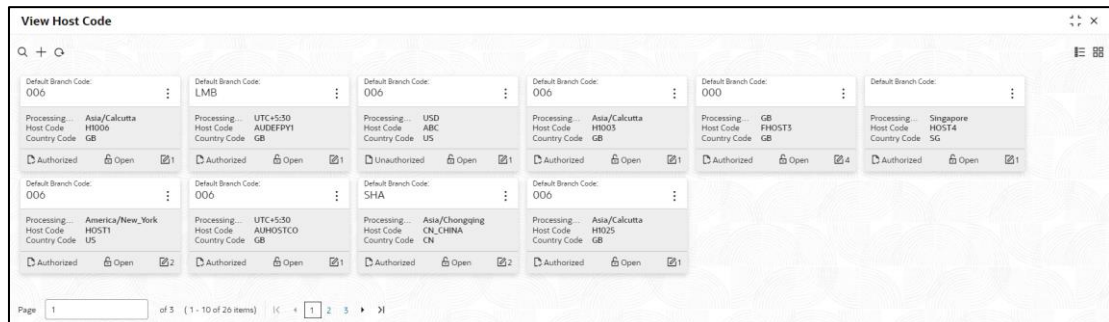 View Host Code
Default Branch Code:
006
Processing... Asia/Calcutta
Host Code H1006
Country Code GB
Authorized Open 1
Default Branch Code:
LMB
Processing... UTC+5:30
Host Code AUDEFPY1
Country Code GB
Authorized Open 1
Default Branch Code:
006
Processing... USD
Host Code ABC
Country Code US
Unauthorized Open 1
Default Branch Code:
006
Processing... Asia/Calcutta
Host Code H1003
Country Code GB
Authorized Open 1
Default Branch Code:
000
Processing... GB
Host Code FHOST3
Country Code GB
Authorized Open 4
Default Branch Code:
Processing... Singapore
Host Code HOST4
Country Code SG
Authorized Open 1
Default Branch Code:
006
Processing... America/New_York
Host Code HOST1
Country Code US
Authorized Open 2
Default Branch Code:
006
Processing... UTC+5:30
Host Code AUHOSTCO
Country Code GB
Authorized Open 1
Default Branch Code:
SHA
Processing... Asia/Chongqing
Host Code CN_CHINA
Country Code CN
Authorized Open 2
Default Branch Code:
006
Processing... Asia/Calcutta
Host Code H1025
Country Code GB
Authorized Open 1
Page 1 of 3 (1 - 10 of 26 items) 1 2 3